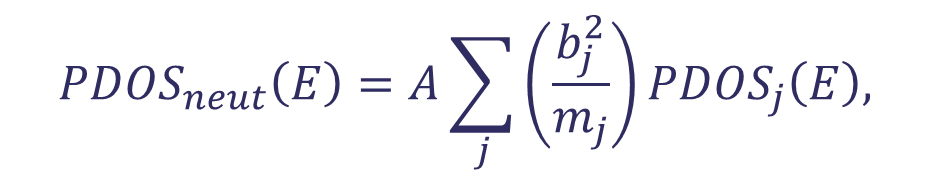 PDOS_{neut}(E) = A \sum_{j} \left( \frac{b_j^2}{m_j} \right) PDOS_j(E),